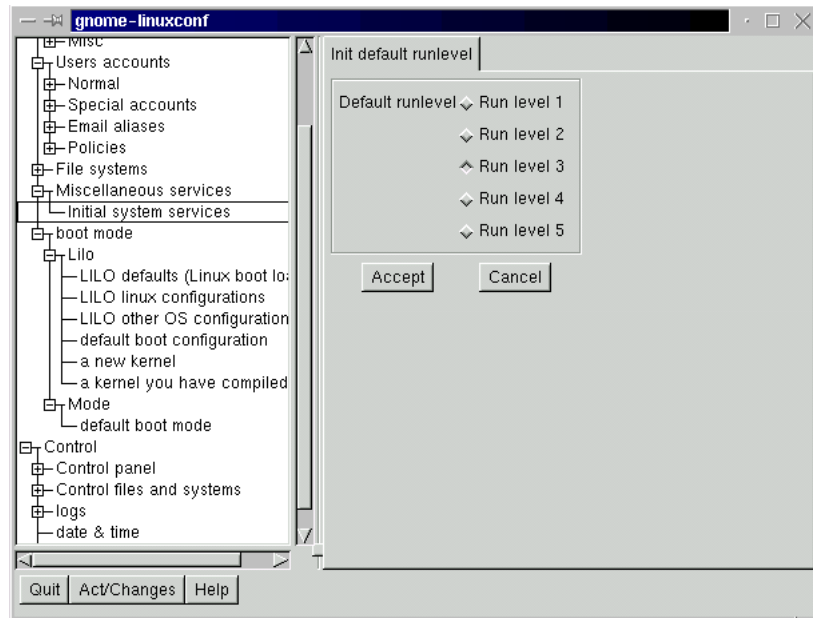 gnome-linuxconf
Misc
Users accounts
Normal
Special accounts
Email aliases
Policies
File systems
Miscellaneous services
Initial system services
boot mode
Lilo
LILO defaults (Linux boot lo
LILO linux configurations
LILO other OS configuration
default boot configuration
a new kernel
a kernel you have compiled
Mode
default boot mode
Control
Control panel
Control files and systems
logs
date & time
Init default runlevel
Default runlevel Run level 1
Run level 2
Run level 3
Run level 4
Run level 5
Accept Cancel
Quit Act/Changes Help